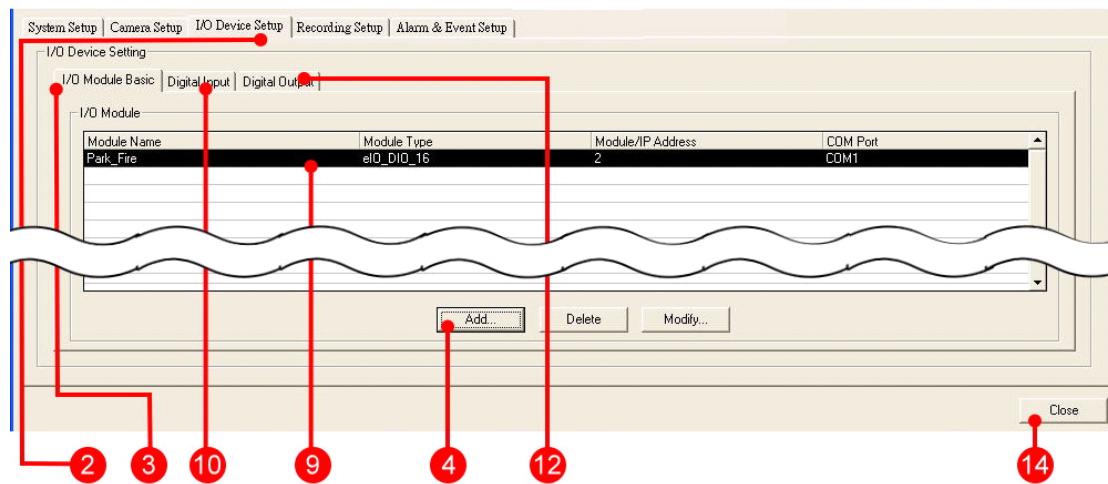 System Setup Camera Setup I/O Device Setup Recording Setup Alarm & Event Setup
I/O Device Setting
I/O Module Basic Digital Input Digital Output
I/O Module
Module Name Module Type Module/IP Address COM Port
Park_Fire eIO_DIO_16 2 COM1
Add... Delete Modify...
Close
2 3 10 9 4 12 14